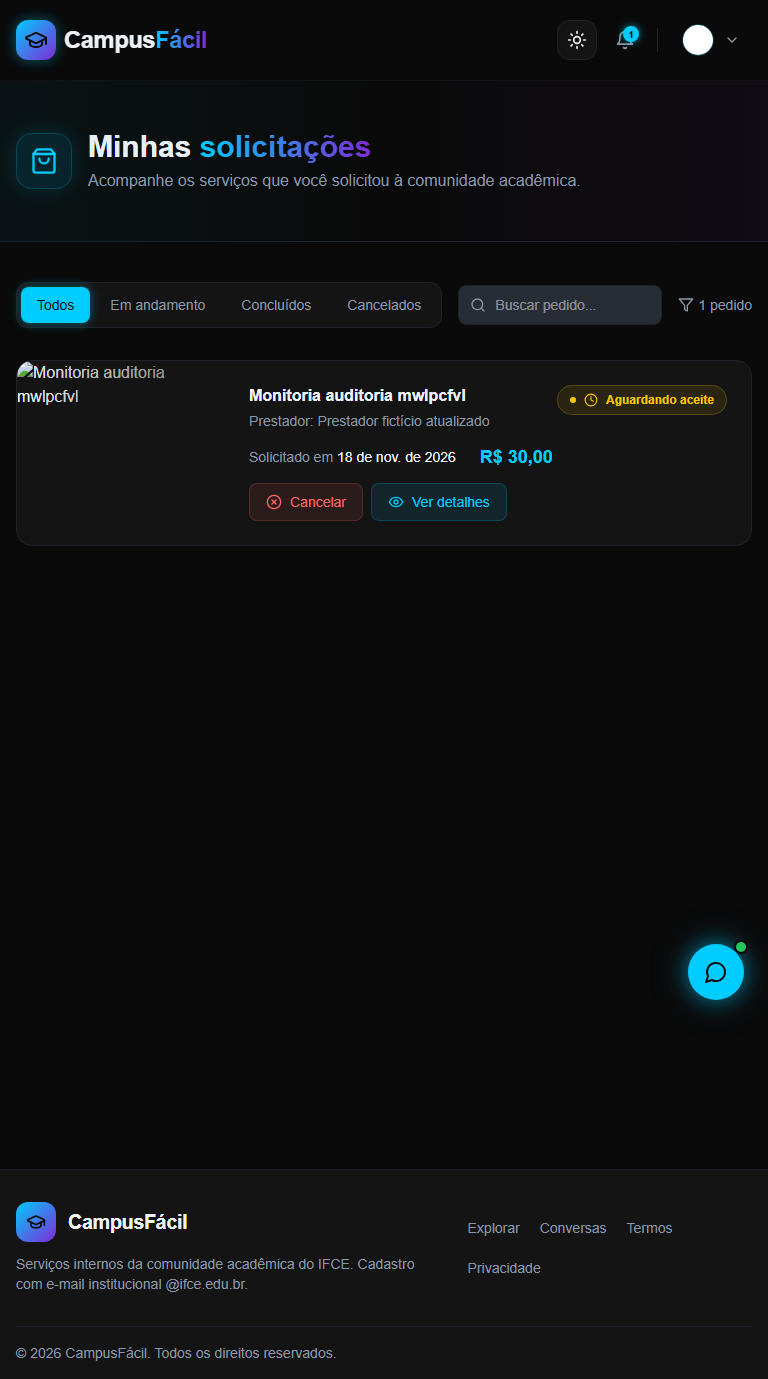 CampusFácil
1
Minhas solicitações
Acompanhe os serviços que você solicitou à comunidade acadêmica.
Todos
Em andamento
Concluídos
Cancelados
Buscar pedido...
1 pedido
Monitoria auditoria
mwlpcfvl
Monitoria auditoria mwlpcfvl
Aguardando aceite
Prestador: Prestador fictício atualizado
Solicitado em 18 de nov. de 2026
R$ 30,00
Cancelar
Ver detalhes
CampusFácil
Serviços internos da comunidade acadêmica do IFCE. Cadastro
com e-mail institucional @ifce.edu.br.
Explorar
Conversas
Termos
Privacidade
© 2026 CampusFácil. Todos os direitos reservados.